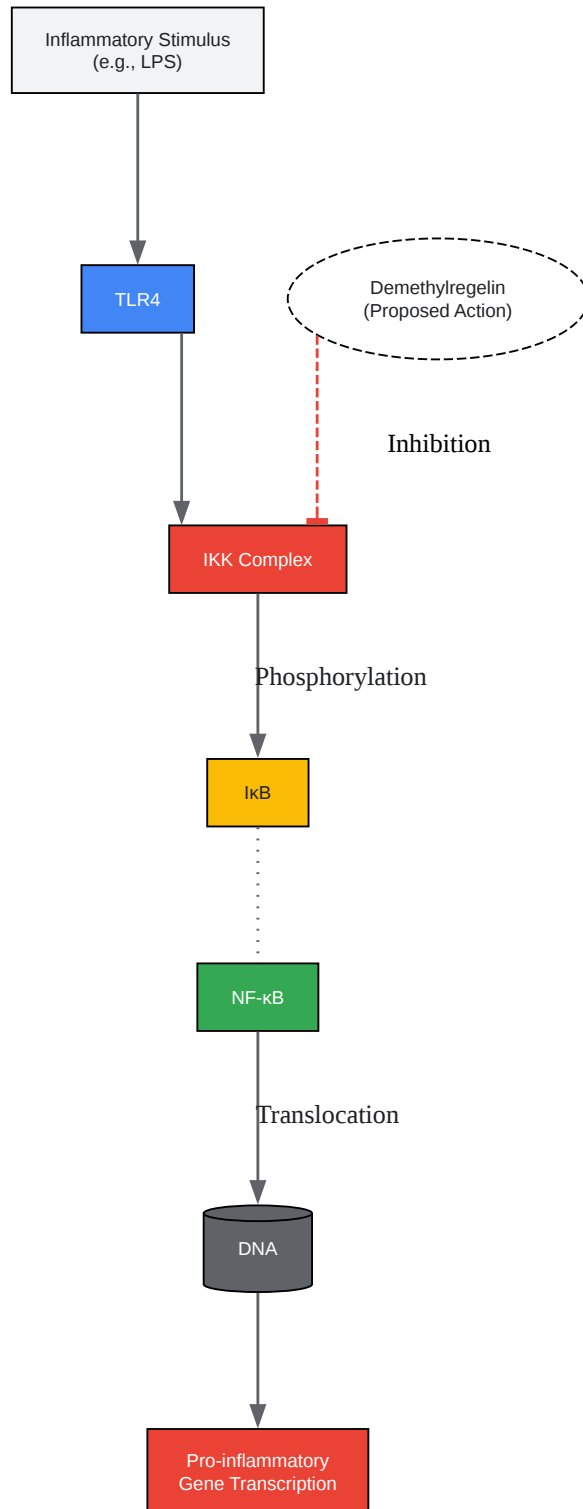 Inflammatory Stimulus
(e.g., LPS)
TLR4
Demethylregelin
(Proposed Action)
Inhibition
IKK Complex
Phosphorylation
IκB
NF-κB
Translocation
DNA
Pro-inflammatory
Gene Transcription